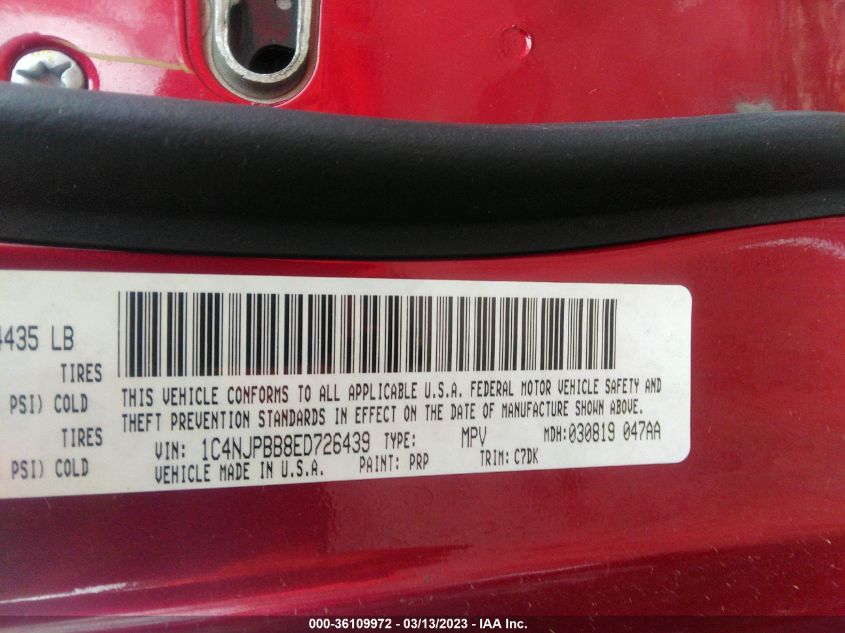 4435 LB
TIRES
PSI) COLD
TIRES
PSI) COLD
THIS VEHICLE CONFORMS TO ALL APPLICABLE U.S.A. FEDERAL MOTOR VEHICLE SAFETY AND
THEFT PREVENTION STANDARDS IN EFFECT ON THE DATE OF MANUFACTURE SHOWN ABOVE.
VIN: 1C4NJPBB8ED726439 TYPE: MPV MDH:030819 047AA
VEHICLE MADE IN U.S.A. PAINT: PRP TRIM: C7DK
000-36109972 - 03/13/2023 - IAA Inc.